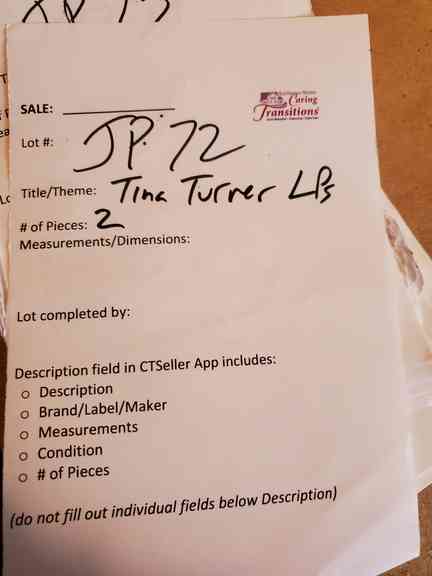 SALE:
Caring
Transitions
Lot #: JP. 72
Title/Theme: Tina Turner LPs
# of Pieces: 2
Measurements/Dimensions:
Lot completed by:
Description field in CTSeller App includes:
o Description
o Brand/Label/Maker
o Measurements
o Condition
o # of Pieces
(do not fill out individual fields below Description)